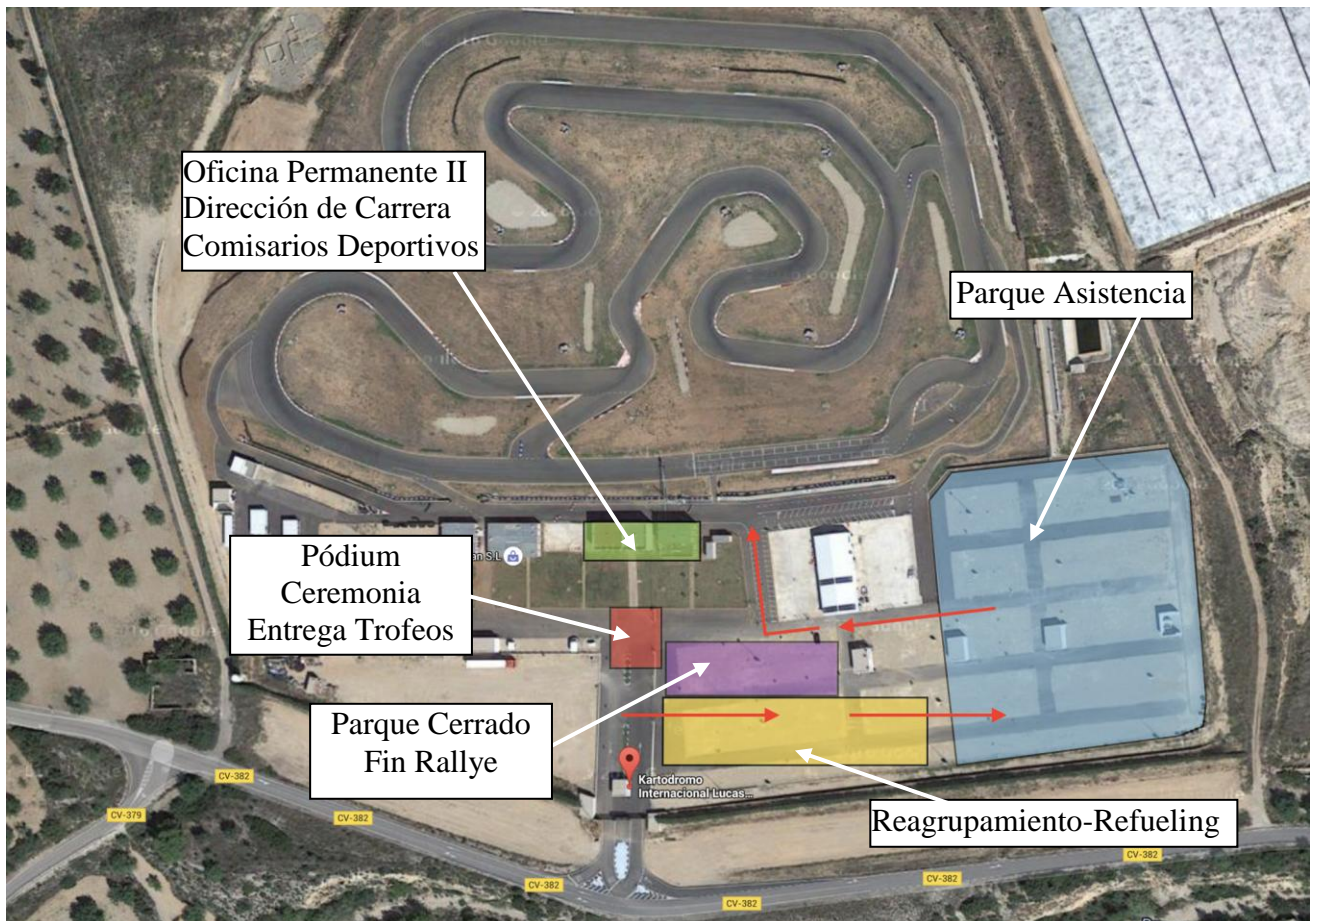 Oficina Permanente II
Dirección de Carrera
Comisarios Deportivos
Parque Asistencia
an S.L
Pódium
Ceremonia
Entrega Trofeos
Parque Cerrado
Fin Rallye
Kartodromo
Internacional Lucas...
Reagrupamiento-Refueling
CV-382
CV-379
CV-382
CV-382
CV-382
CV-382
CV-382